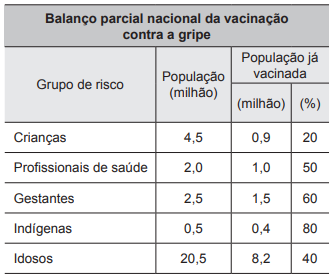 Balanço parcial nacional da vacinação
contra a gripe
Grupo de risco
População
(milhão)
População já
vacinada
(milhão) (%)
Crianças 4,5 0,9 20
Profissionais de saúde 2,0 1,0 50
Gestantes 2,5 1,5 60
Indígenas 0,5 0,4 80
Idosos 20,5 8,2 40